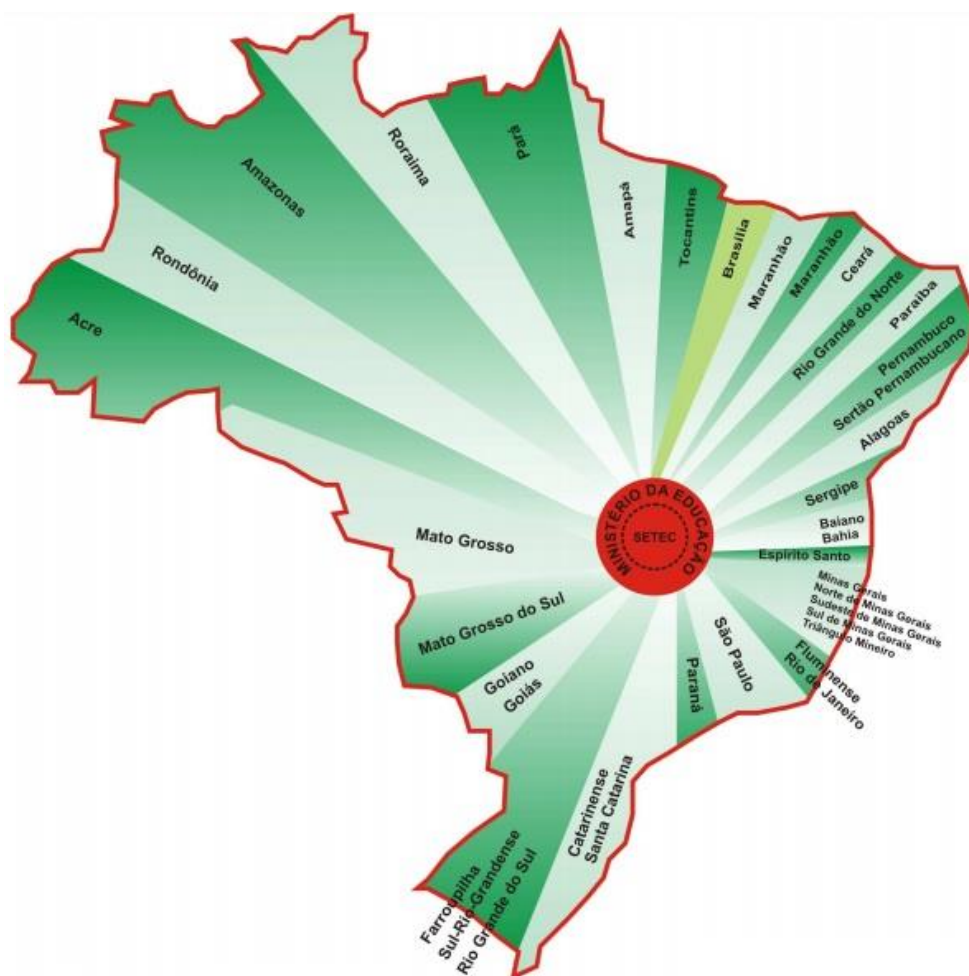 Roraima
Pará
Amazonas
Amapá
Tocantins
Brasília
Maranhão
Maranhão
Ceará
Rio Grande do Norte
Paraiba
Pernambuco
Sertão Pernambucano
Alagoas
Sergipe
Baiano
Bahia
Espírito Santo
Minas Gerais
Norte de Minas Gerais
Sudeste de Minas Gerais
Sul de Minas Gerais
Triângulo Mineiro
Fluminense
Rio de Janeiro
São Paulo
Paraná
Catarinense
Santa Catarina
Farroupilha
Sul-Rio-Grandense
Rio Grande do Sul
Goiano
Goiás
Mato Grosso do Sul
Mato Grosso
Acre
Rondônia
MINISTÉRIO DA EDUCAÇÃO
SETEC